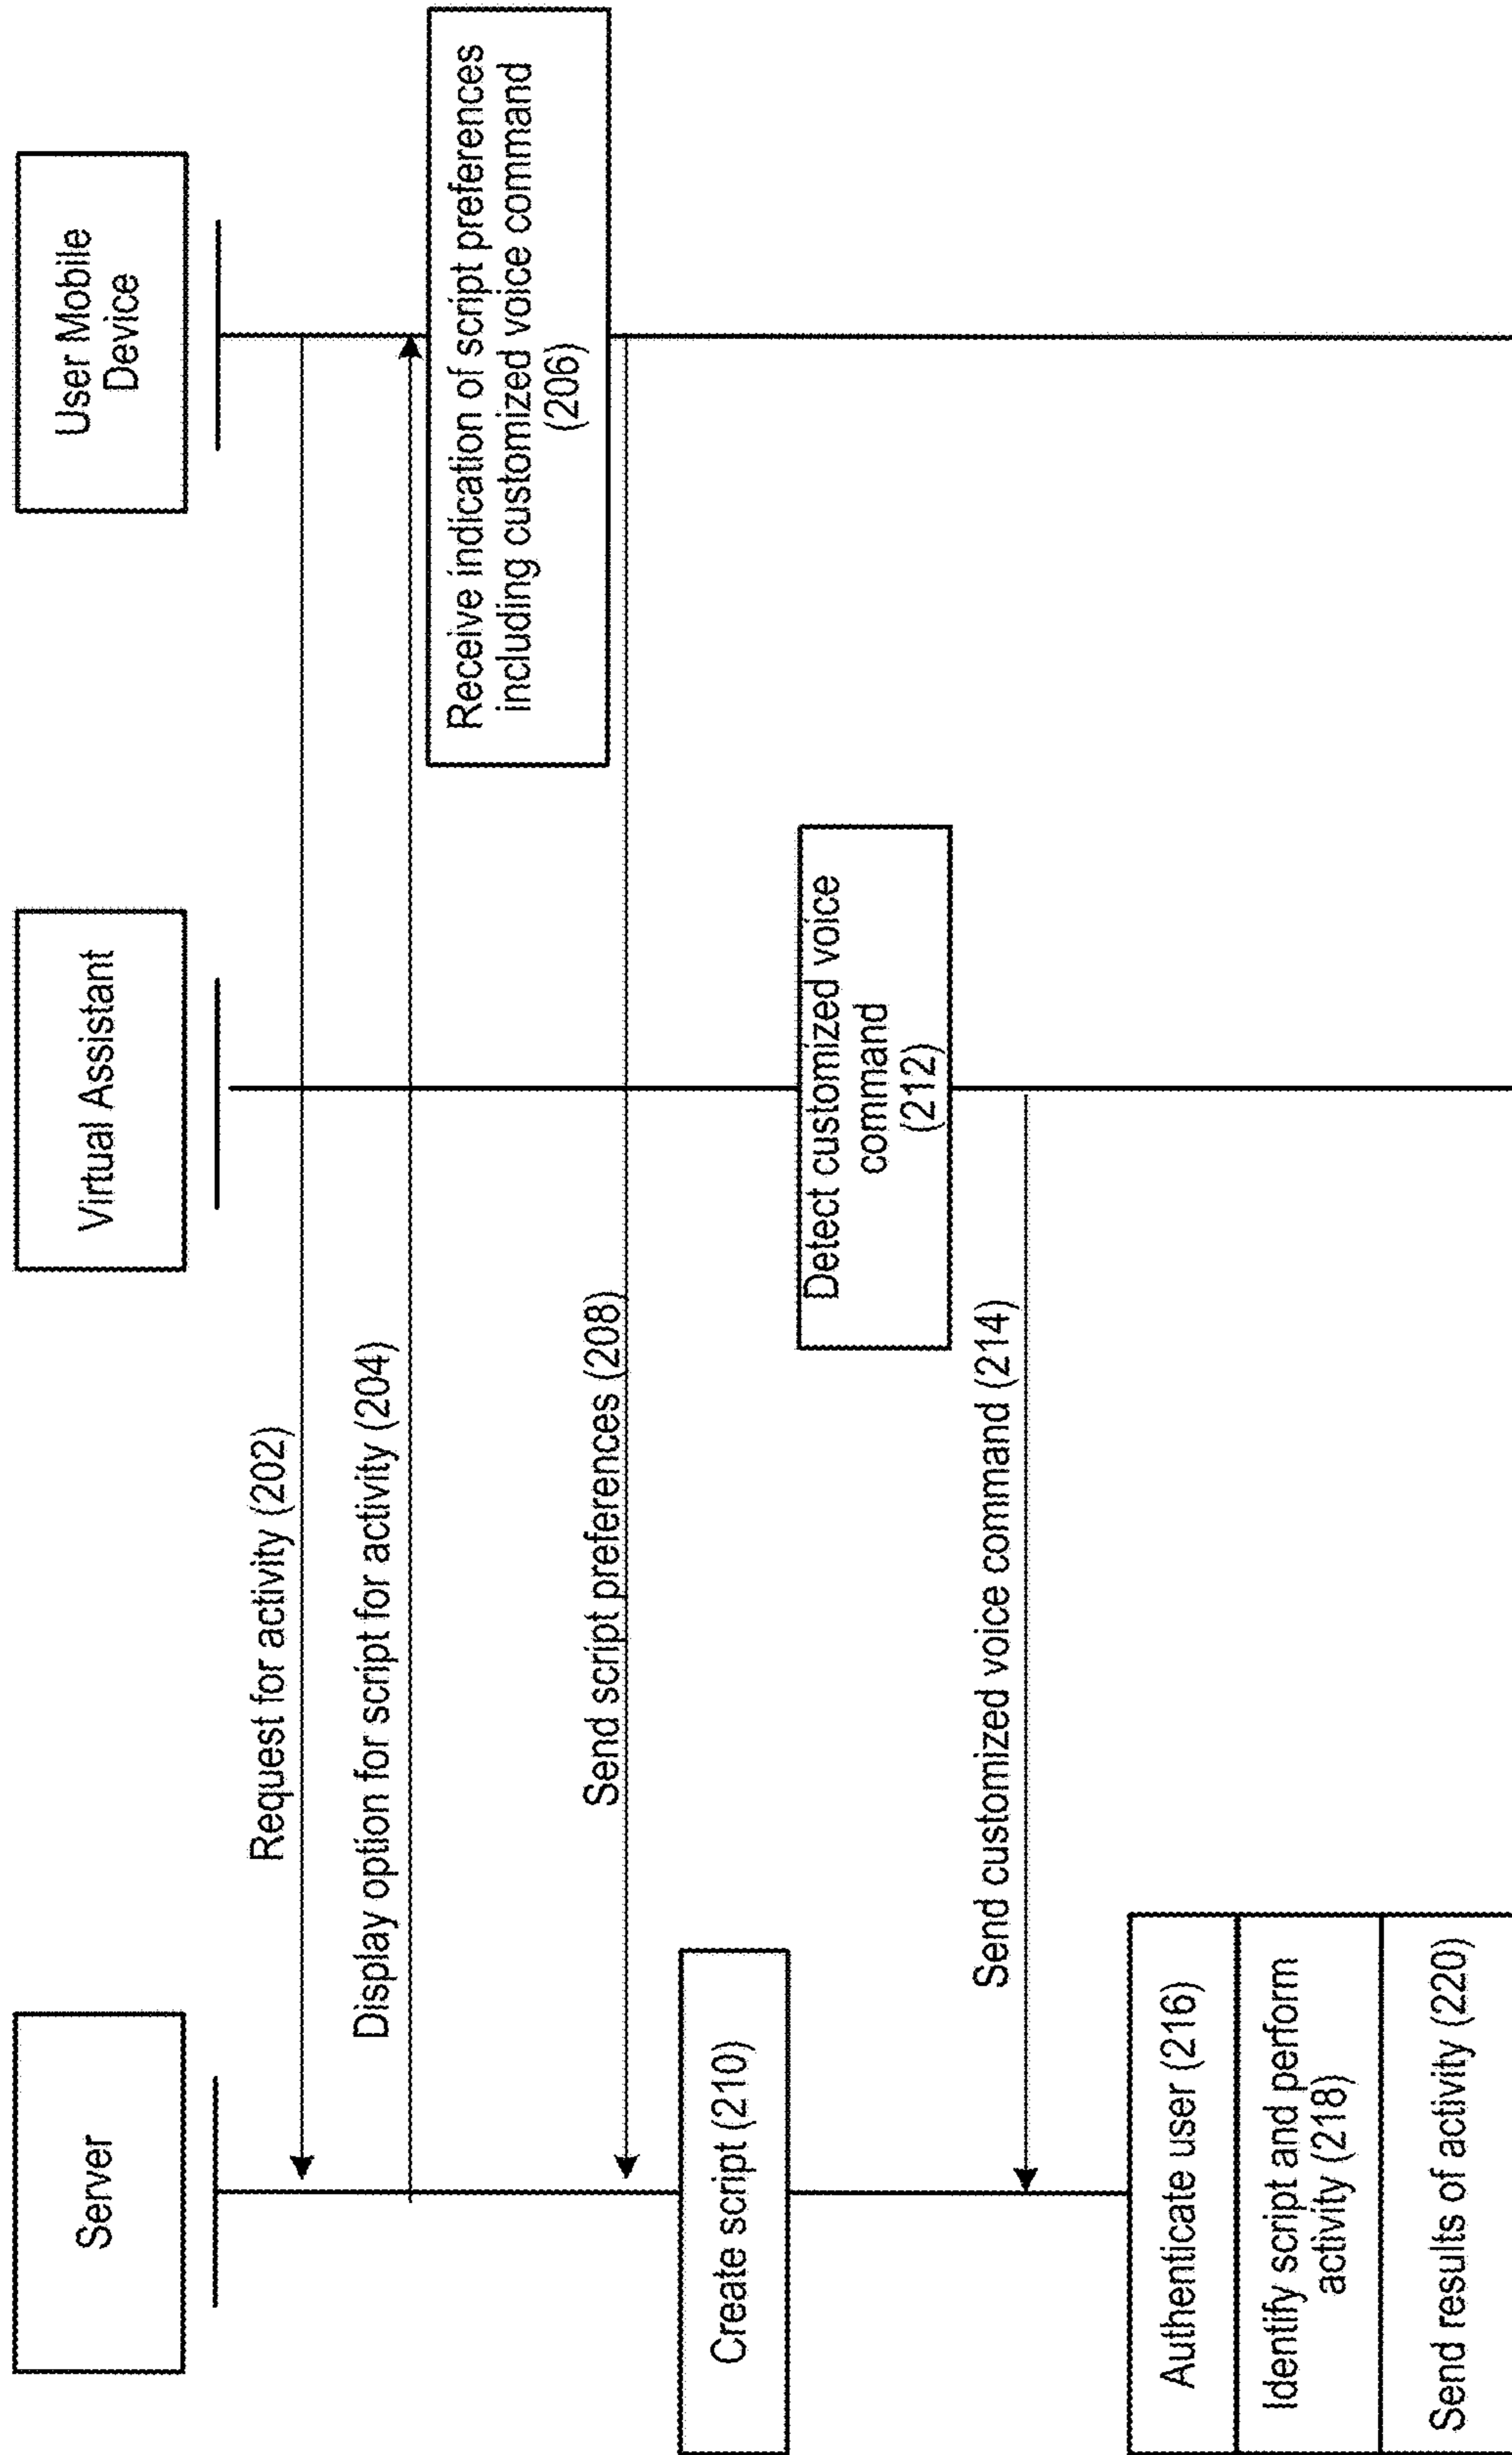 Server
Virtual Assistant
User Mobile
Device
Request for activity (202)
Display option for script for activity (204)
Receive indication of script preferences
including customized voice command
(206)
Send script preferences (208)
Create script (210)
Detect customized voice
command
(212)
Send customized voice command (214)
Authenticate user (216)
Identify script and perform
activity (218)
Send results of activity (220)